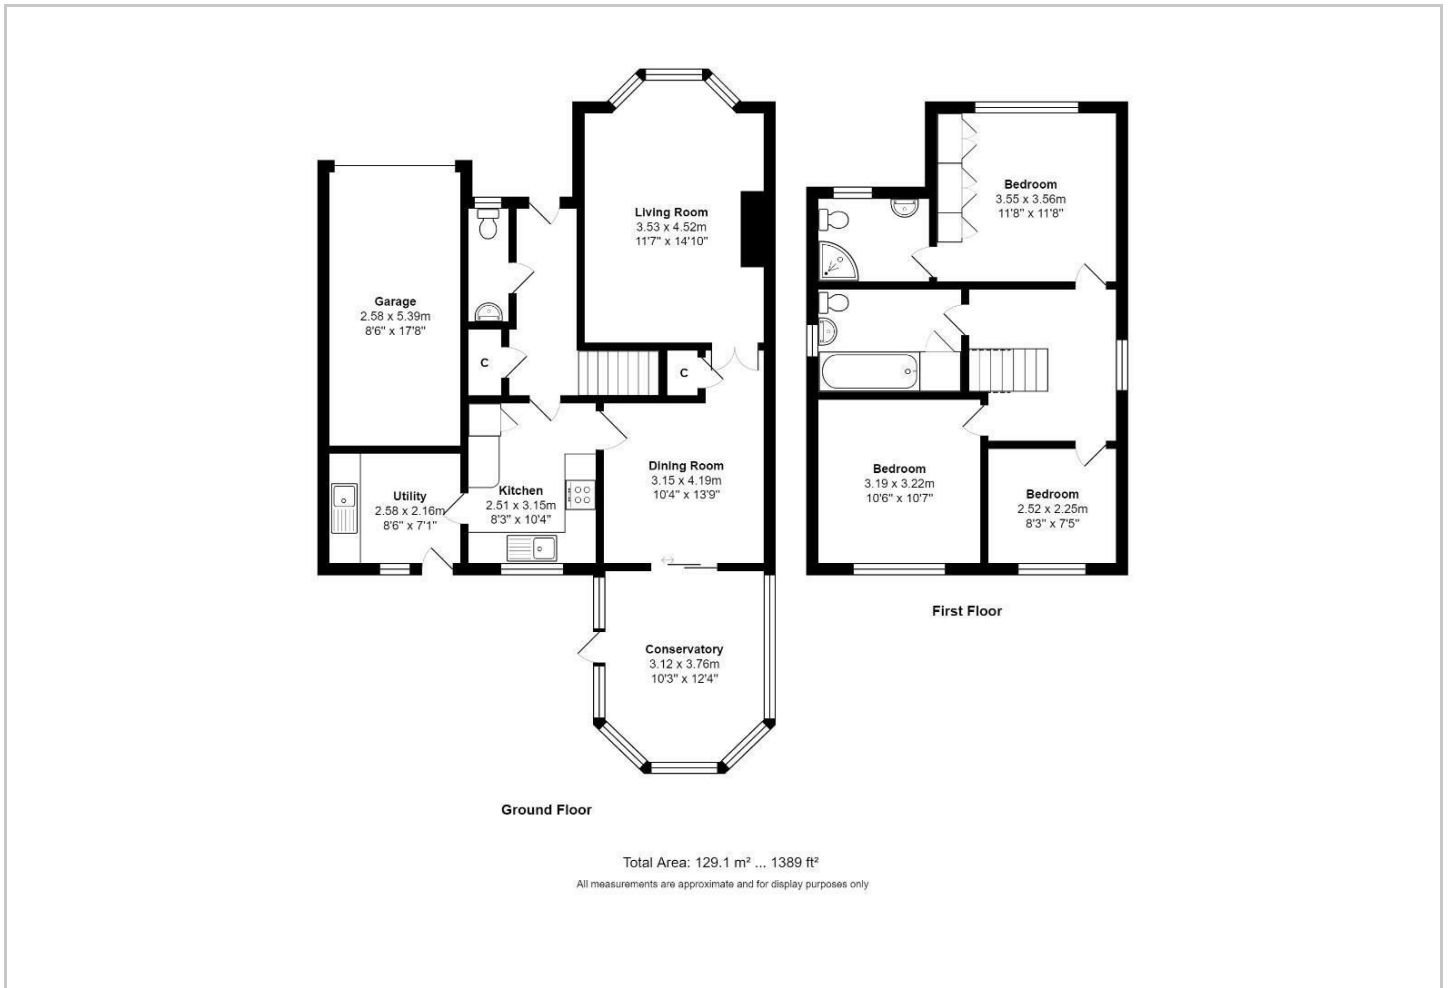 Living Room
3.53 x 4.52m
11'7" x 14'10"
Garage
2.58 x 5.39m
8'6" x 17'8"
C
C
Utility
2.58 x 2.16m
8'6" x 7'1"
Kitchen
2.51 x 3.15m
8'3" x 10'4"
Dining Room
3.15 x 4.19m
10'4" x 13'9"
Conservatory
3.12 x 3.76m
10'3" x 12'4"
Ground Floor
Bedroom
3.55 x 3.56m
11'8" x 11'8"
Bedroom
3.19 x 3.22m
10'6" x 10'7"
Bedroom
2.52 x 2.25m
8'3" x 7'5"
First Floor
Total Area: 129.1 m² ... 1389 ft²
All measurements are approximate and for display purposes only